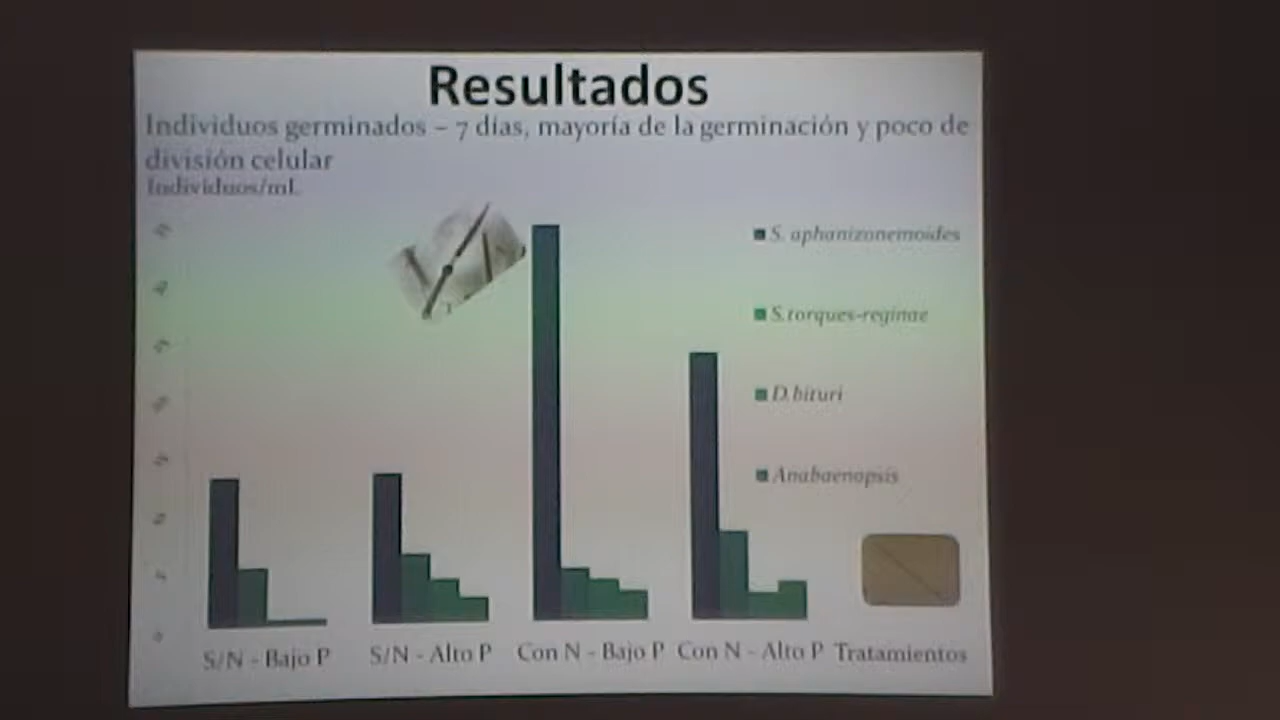 Resultados
Individuos germinados – 7 días, mayoría de la germinación y poco de
división celular
Individuos/mL
S. aphanizonemoides
S. torques-reginae
D. bituri
Anabaenopsis
S/N - Bajo P
S/N - Alto P
Con N - Bajo P
Con N - Alto P
Tratamientos